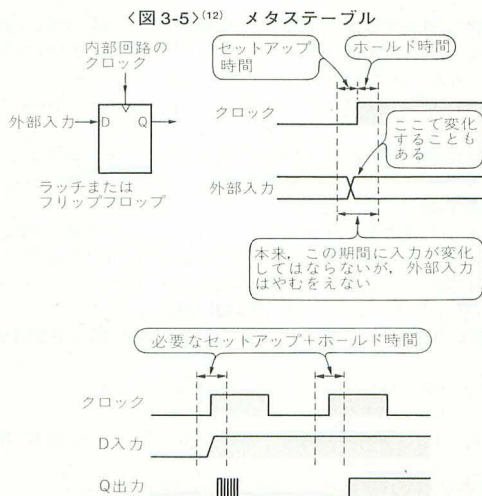 〈図3-5〉(12) メタステーブル
内部回路の
クロック
外部入力
D Q
ラッチまたは
フリップフロップ
セットアップ
時間
ホールド時間
クロック
ここで変化
することも
ある
外部入力
本来，この期間に入力が変化
してはならないが，外部入力
はやむをえない
必要なセットアップ+ホールド時間
クロック
D入力
Q出力